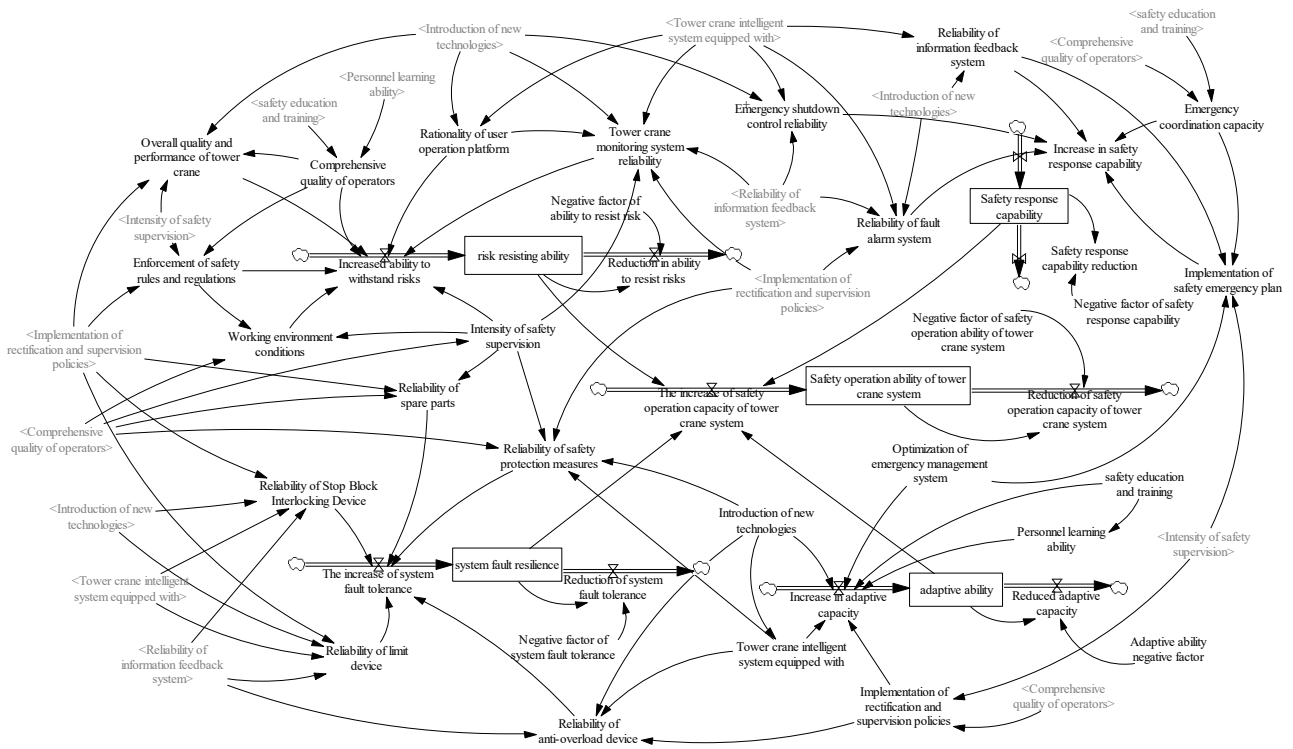 <Introduction of new
technologies>
<Tower crane intelligent
system equipped with>
Reliability of
information feedback
system
<safety education
and training>
<Comprehensive
quality of operators>
<Personnel learning
ability>
<safety education
and training>
<Introduction of new
technologies>
Emergency shutdown
control reliability
Emergency
coordination capacity
Overall quality and
performance of tower
crane
Rationality of user
operation platform
Tower crane
monitoring system
reliability
Increase in safety
response capability
Comprehensive
quality of operators
<Reliability of
information feedback
system>
Negative factor of
ability to resist risk
Safety response
capability
<Intensity of safety
supervision>
Reliability of fault
alarm system
Safety response
capability reduction
Enforcement of safety
rules and regulations
Increased ability to
withstand risks
risk resisting ability
Reduction in ability
to resist risks
<Implementation of
rectification and supervision
policies>
Implementation of
safety emergency plan
Negative factor of safety
response capability
Negative factor of safety
operation ability of tower
crane system
<Implementation of
rectification and supervision
policies>
Working environment
conditions
Intensity of safety
supervision
Reliability of
spare parts
The increase of safety
operation capacity of tower
crane system
Safety operation ability of tower
crane system
Reduction of safety
operation capacity of tower
crane system
<Comprehensive
quality of operators>
Reliability of safety
protection measures
Optimization of
emergency management
system
Reliability of Stop Block
Interlocking Device
safety education
and training
<Introduction of new
technologies>
Introduction of new
technologies
Personnel learning
ability
<Intensity of safety
supervision>
<Tower crane intelligent
system equipped with>
The increase of system
fault tolerance
system fault resilience
Reduction of system
fault tolerance
Increase in adaptive
capacity
adaptive ability
Reduced adaptive
capacity
<Reliability of
information feedback
system>
Reliability of limit
device
Negative factor of
system fault tolerance
Tower crane intelligent
system equipped with
Adaptive ability
negative factor
Implementation of
rectification and
supervision policies
<Comprehensive
quality of operators>
Reliability of
anti-overload device